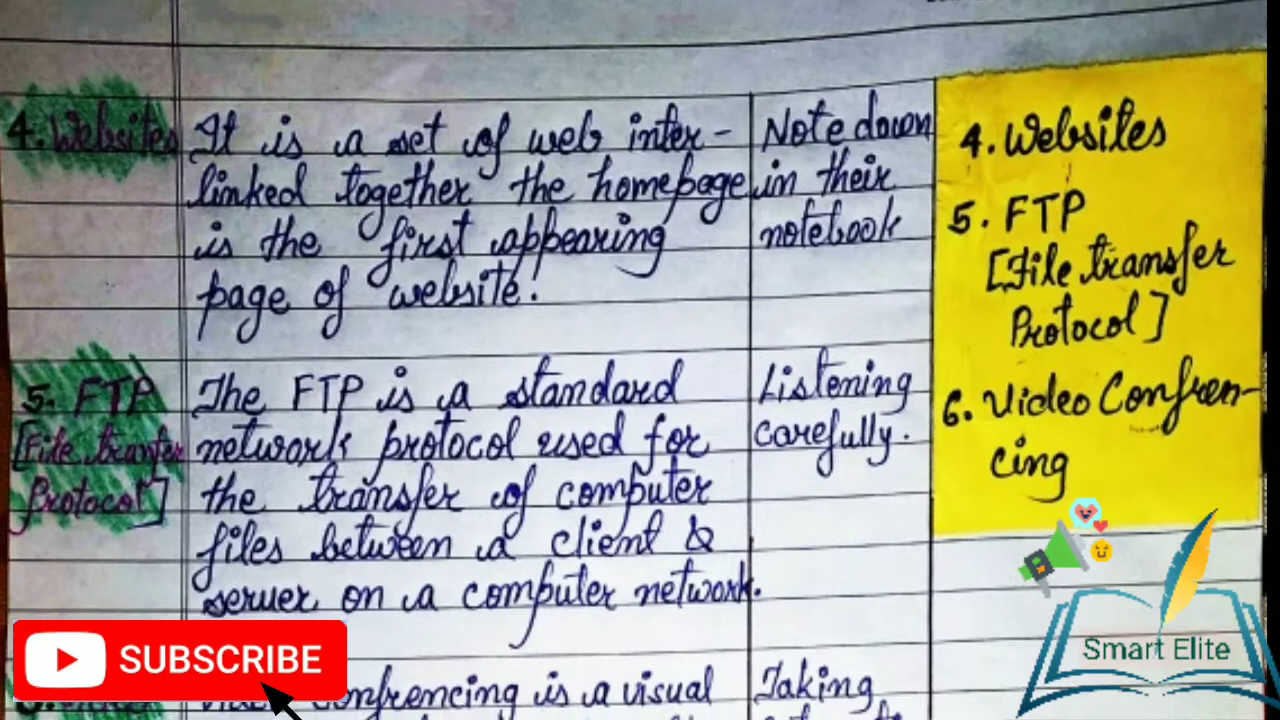 4. Websites
It is a set of web inter-
linked together the homepage
is the first appearing
page of website.
Note down
in their
notebook
4. Websites
5. FTP
[File transfer
Protocol]
6. Video Confren-
cing
5. FTP
[File transfer
Protocol]
The FTP is a standard
network protocol used for
the transfer of computer
files between a client &
server on a computer network.
Listening
carefully.
confrencing is a visual
Taking
SUBSCRIBE
Smart Elite